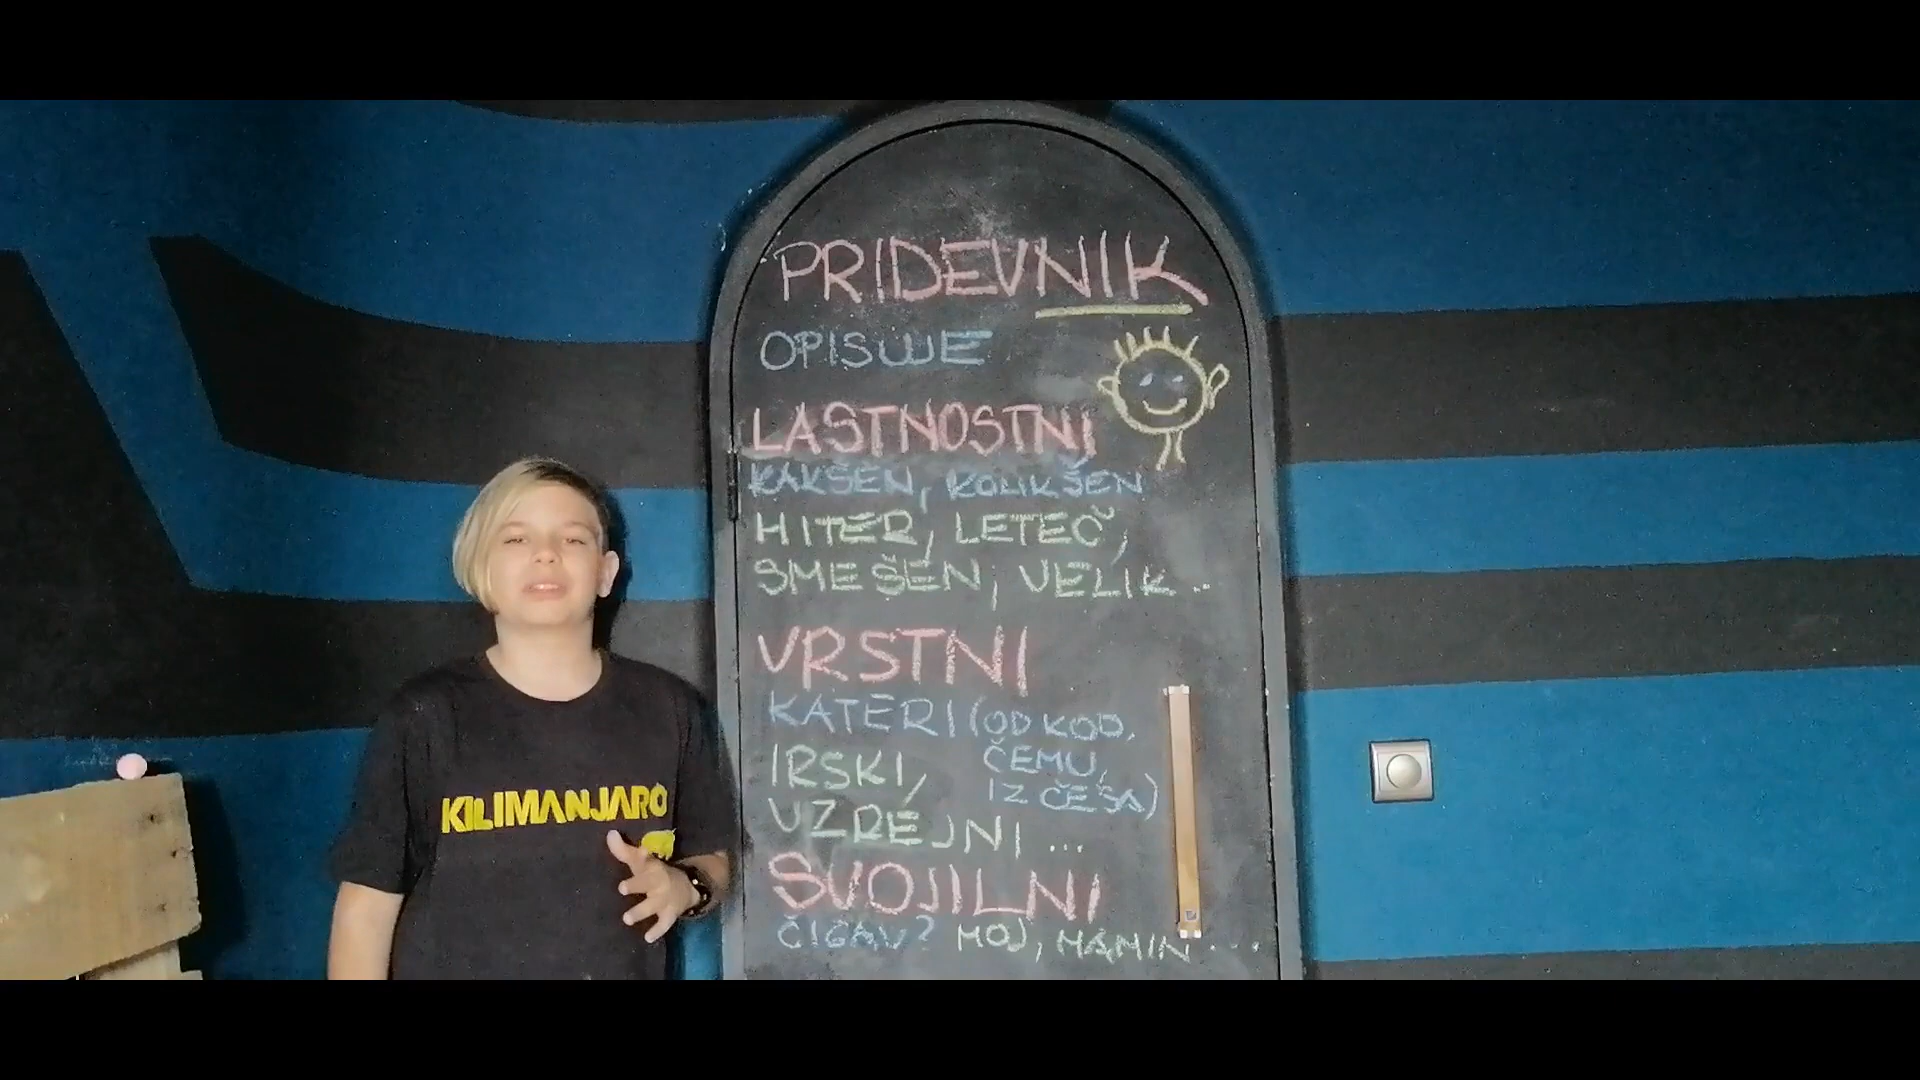 PRIDEVNIK
OPISUJE
LASTNOSTNI
KAKŠEN, KOLIKŠEN
HITER, LETEČ,
SMEŠEN, VELIK..
VRSTNI
KATERI (OD KOD,
ČEMU,
IZ ČESA)
IRSKI,
VZREJNI ...
SVOJILNI
ČIGAV? MOJ, MAMIN ...
KILIMANJARO